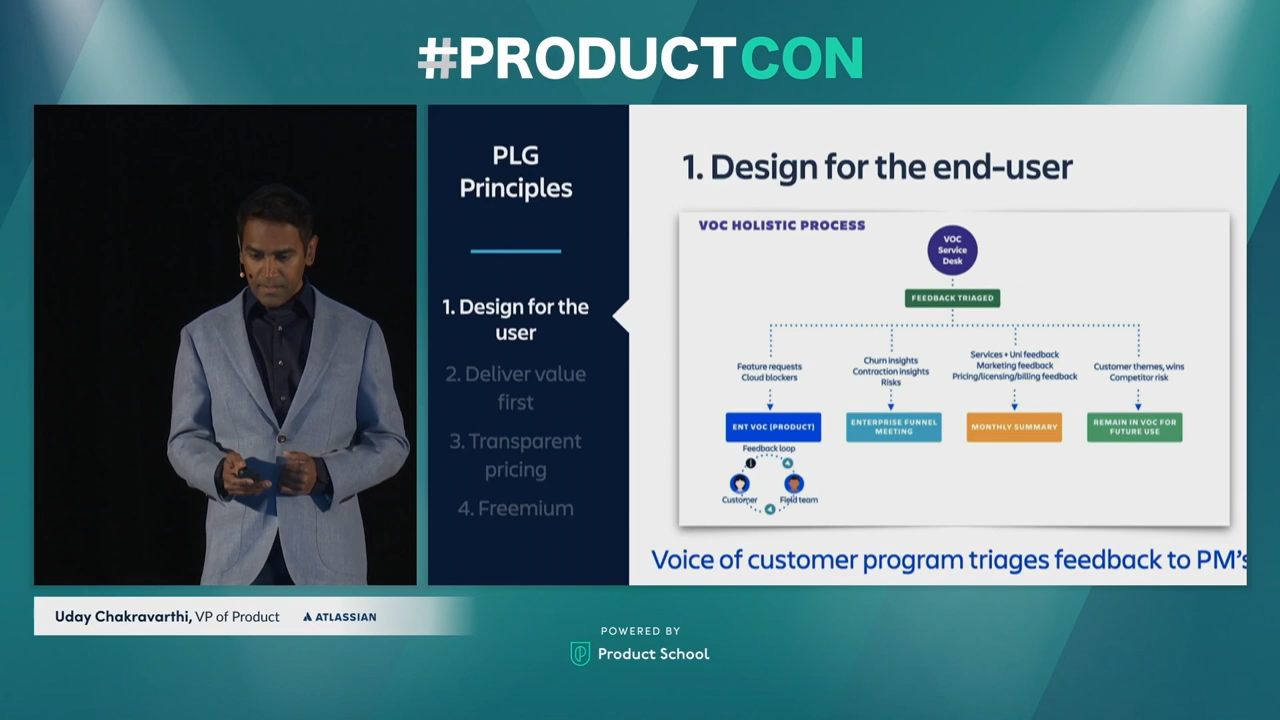 #PRODUCTCON
PLG
Principles
1. Design for the
user
2. Deliver value
first
3. Transparent
pricing
4. Freemium
1. Design for the end-user
VOC HOLISTIC PROCESS
VOC
Service
Desk
FEEDBACK TRIAGED
Feature requests
Cloud blockers
Churn insights
Contraction insights
Risks
Services + Uni feedback
Marketing feedback
Pricing/licensing/billing feedback
Customer themes, wins
Competitor risk
ENT VOC (PRODUCT)
ENTERPRISE FUNNEL
MEETING
MONTHLY SUMMARY
REMAIN IN VOC FOR
FUTURE USE
Feedback loop
Customer
Field team
Voice of customer program triages feedback to PM's
Uday Chakravarthi, VP of Product
ATLASSIAN
POWERED BY
Product School